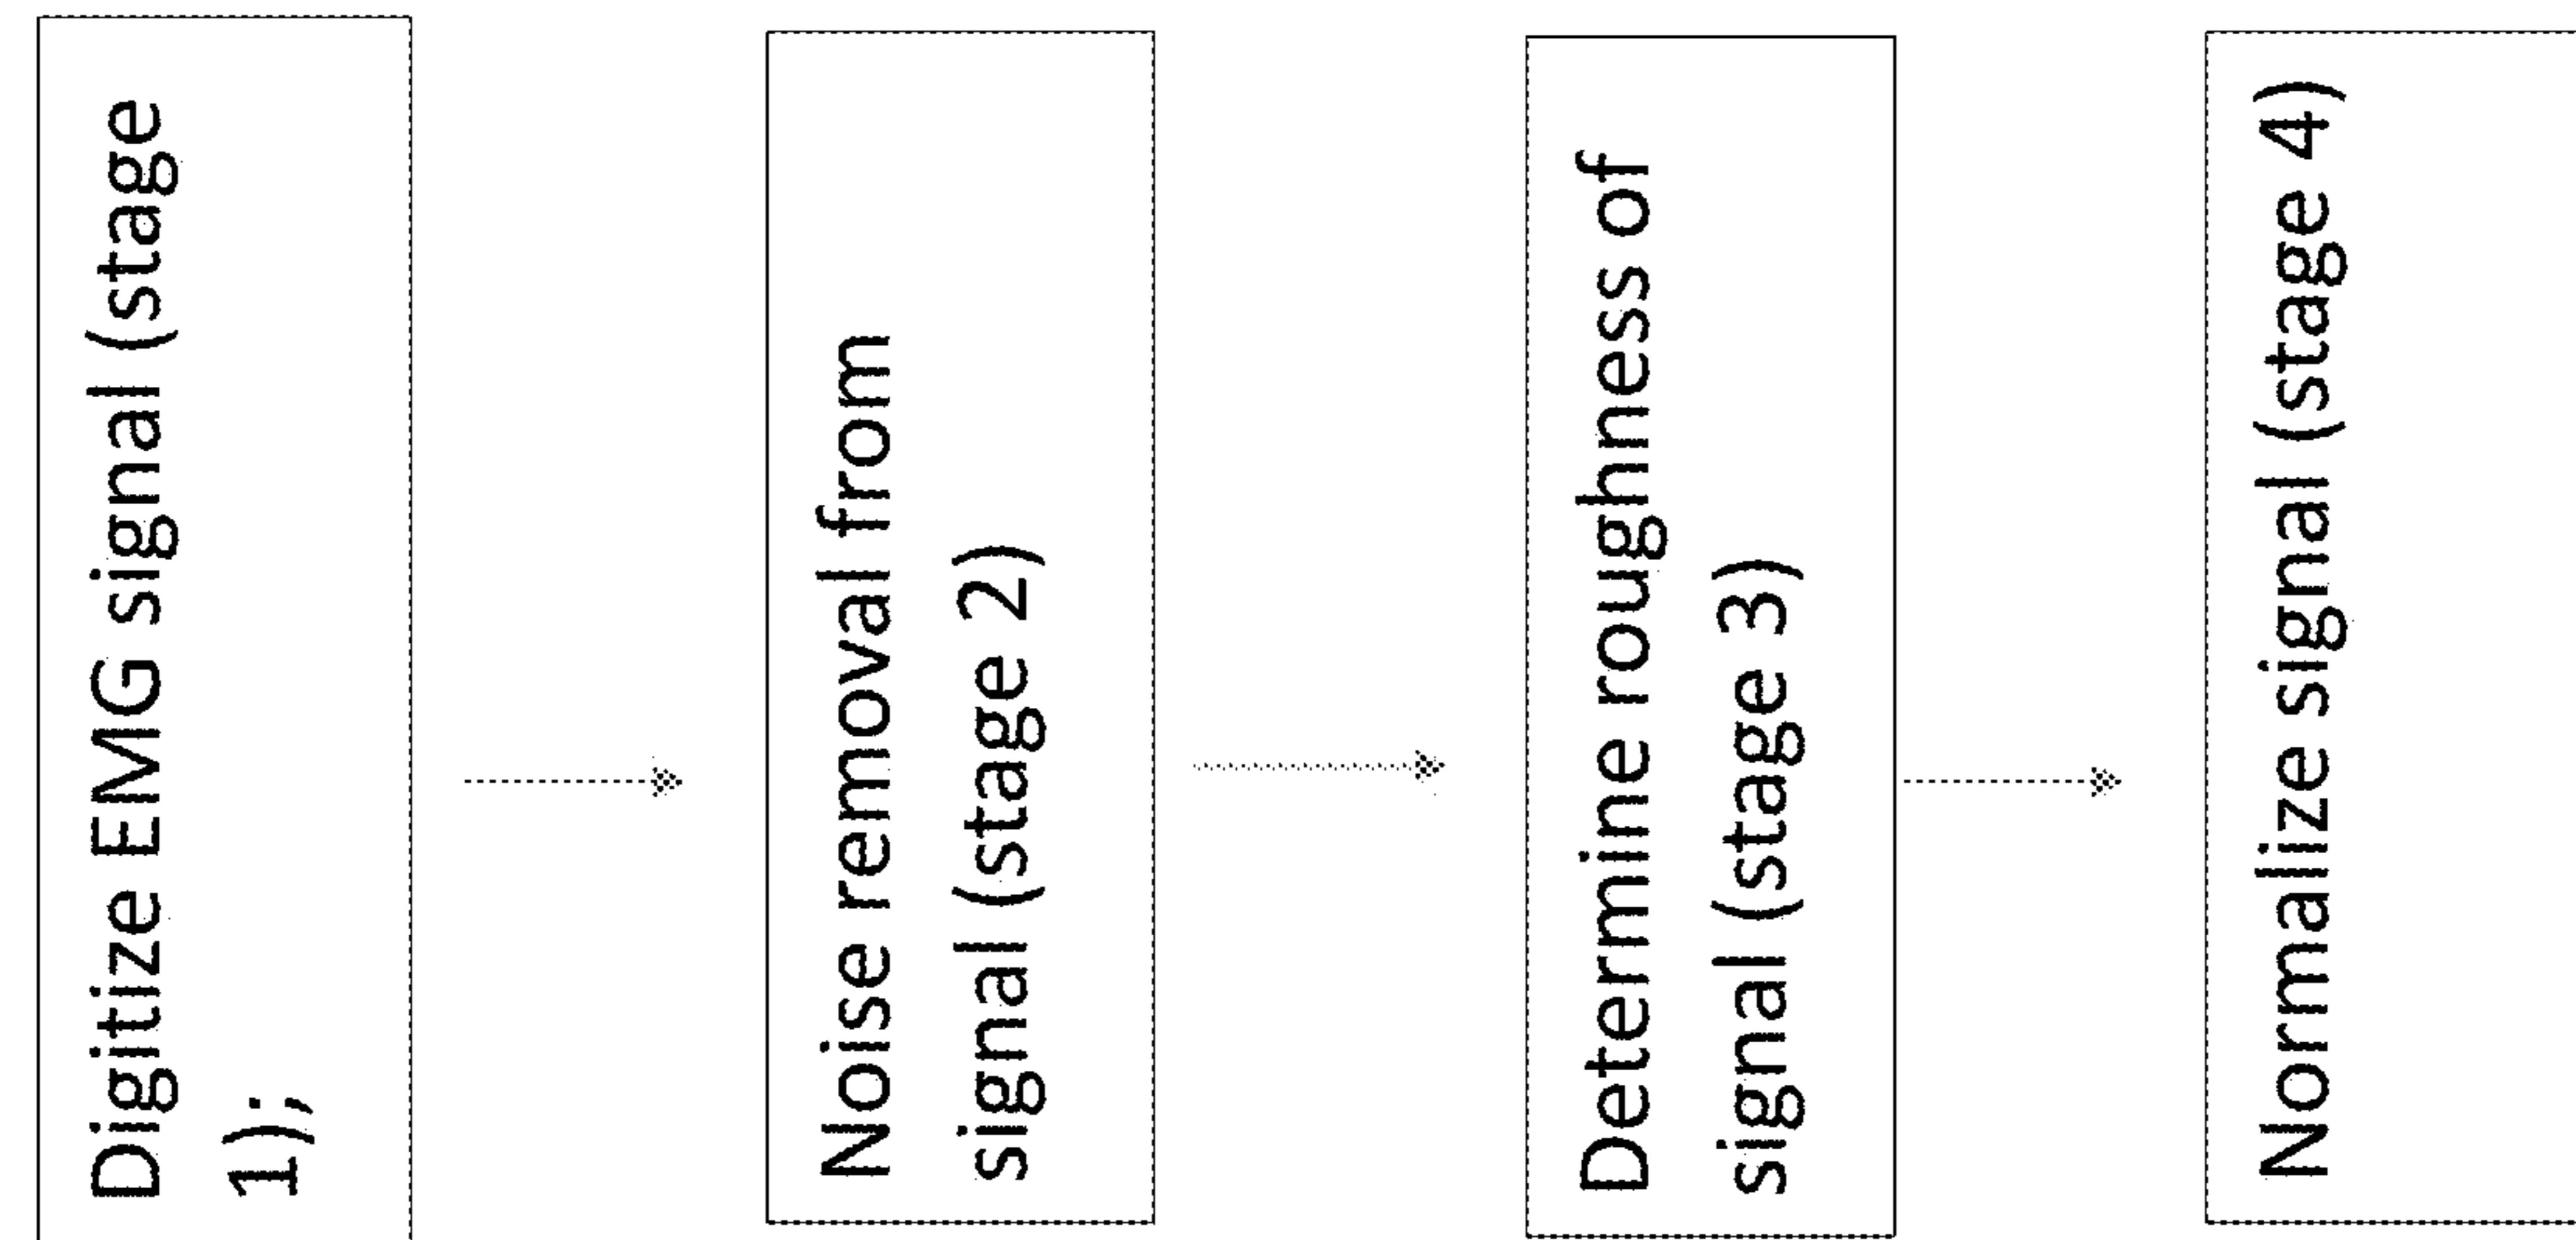 Digitize EMG signal (stage
1);
Noise removal from
signal (stage 2)
Determine roughness of
signal (stage 3)
Normalize signal (stage 4)